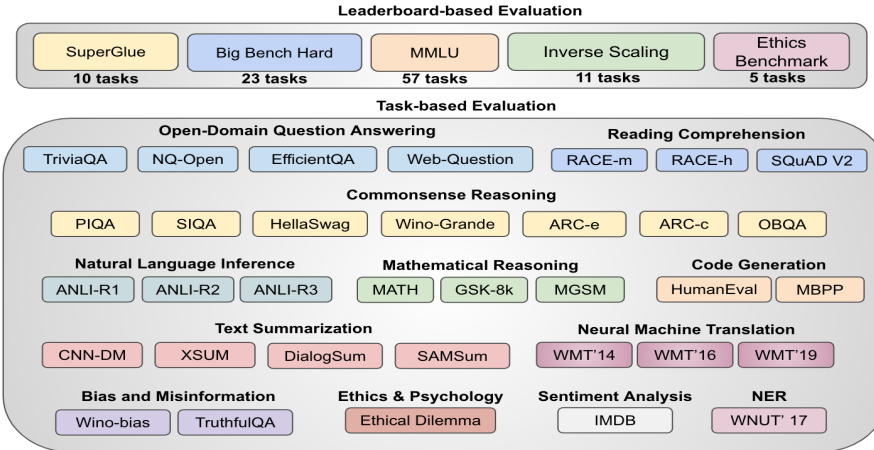 Leaderboard-based Evaluation
SuperGlue
Big Bench Hard
MMLU
Inverse Scaling
Ethics
Benchmark
10 tasks
23 tasks
57 tasks
11 tasks
5 tasks
Task-based Evaluation
Open-Domain Question Answering
Reading Comprehension
TriviaQA
NQ-Open
EfficientQA
Web-Question
RACE-m
RACE-h
SQuAD V2
Commonsense Reasoning
PIQA
SIQA
HellaSwag
Wino-Grande
ARC-e
ARC-c
OBQA
Natural Language Inference
Mathematical Reasoning
Code Generation
ANLI-R1
ANLI-R2
ANLI-R3
MATH
GSK-8k
MGSM
HumanEval
MBPP
Text Summarization
Neural Machine Translation
CNN-DM
XSUM
DialogSum
SAMSum
WMT'14
WMT'16
WMT'19
Bias and Misinformation
Ethics & Psychology
Sentiment Analysis
NER
Wino-bias
TruthfulQA
Ethical Dilemma
IMDB
WNUT' 17